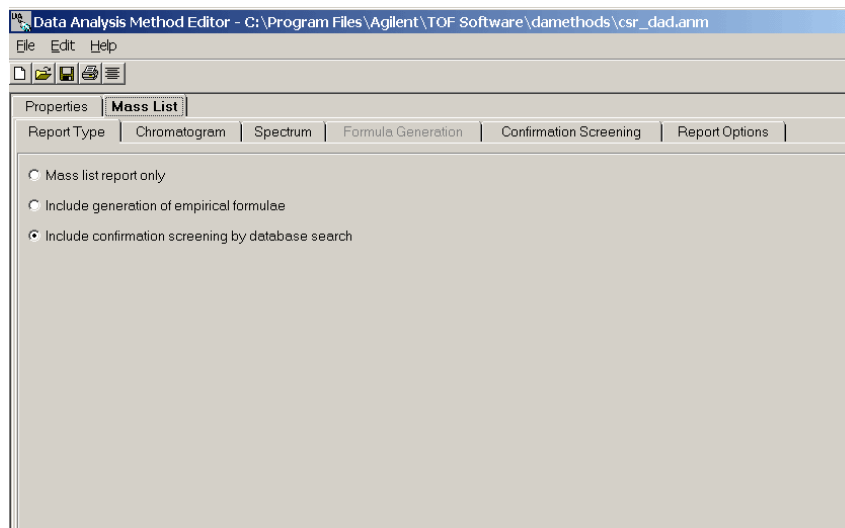 Data Analysis Method Editor - C:\Program Files\Agilent\TOF Software\damethods\csr_dad.anm
File Edit Help
Properties Mass List
Report Type Chromatogram Spectrum Formula Generation Confirmation Screening Report Options
Mass list report only
Include generation of empirical formulae
Include confirmation screening by database search